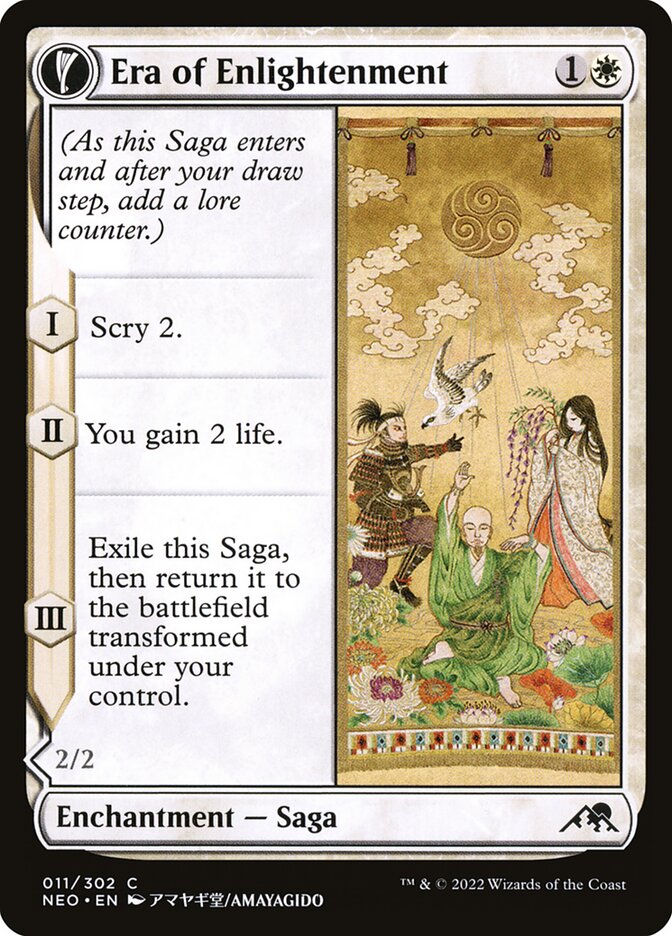 Era of Enlightenment 1
(As this Saga enters
and after your draw
step, add a lore
counter.)
I Scry 2.
II You gain 2 life.
III Exile this Saga,
then return it to
the battlefield
transformed
under your
control.
2/2
Enchantment — Saga
011/302 C
NEO • EN アマヤギ堂/AMAYAGIDO
™ & © 2022 Wizards of the Coast